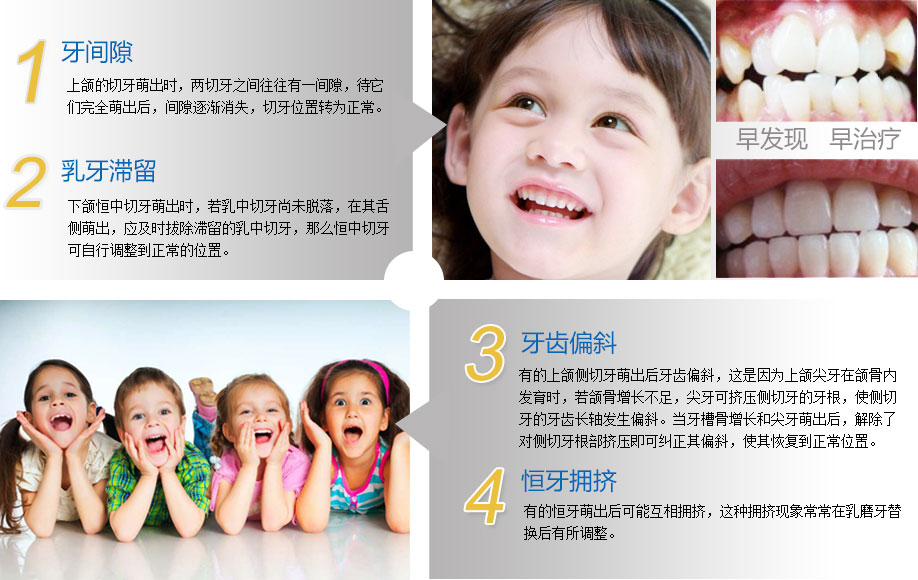 1 牙间隙
上颌的切牙萌出时，两切牙之间往往有一间隙，待它
们完全萌出后，间隙逐渐消失，切牙位置转为正常。
2 乳牙滞留
下颌恒中切牙萌出时，若乳中切牙尚未脱落，在其舌
侧萌出，应及时拔除滞留的乳中切牙，那么恒中切牙
可自行调整到正常的位置。
早发现 早治疗
3 牙齿偏斜
有的上颌侧切牙萌出后牙齿偏斜，这是因为上颌尖牙在颌骨内
发育时，若颌骨增长不足，尖牙可挤压侧切牙的牙根，使侧切
牙的牙齿长轴发生偏斜。当牙槽骨增长和尖牙萌出后，解除了
对侧切牙根部挤压即可纠正其偏斜，使其恢复到正常位置。
4 恒牙拥挤
有的恒牙萌出后可能互相拥挤，这种拥挤现象常常在乳磨牙替
换后有所调整。